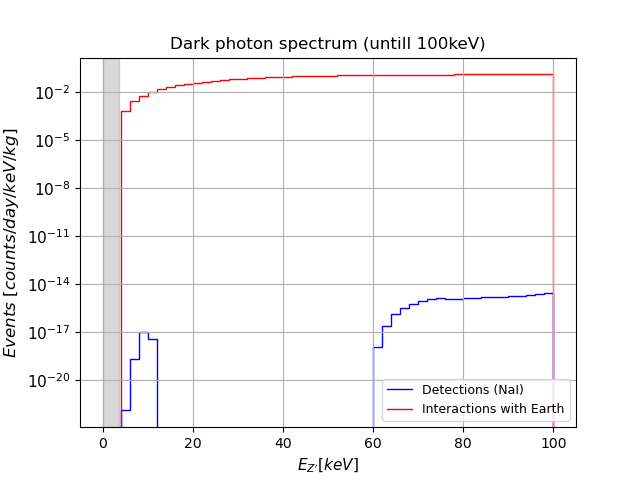 Dark photon spectrum (untill 100keV)
Events [counts/day/keV/kg]
10⁻²
10⁻⁵
10⁻⁸
10⁻¹¹
10⁻¹⁴
10⁻¹⁷
10⁻²⁰
Detections (NaI)
Interactions with Earth
0 20 40 60 80 100
E_{Z'}[keV]